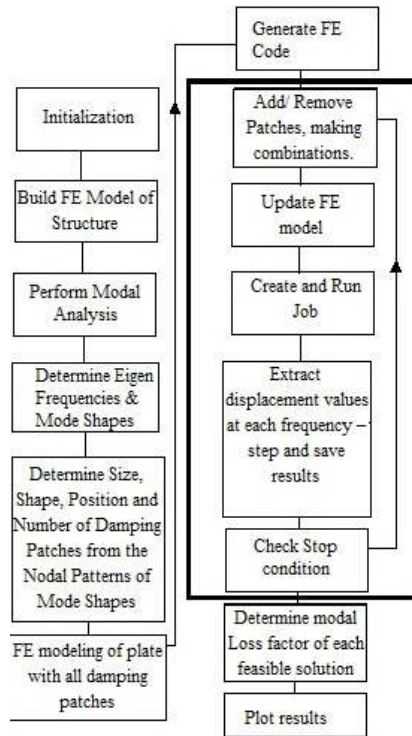 Initialization
Build FE Model of
Structure
Perform Modal
Analysis
Determine Eigen
Frequencies &
Mode Shapes
Determine Size,
Shape, Position and
Number of Damping
Patches from the
Nodal Patterns of
Mode Shapes
FE modeling of plate
with all damping
patches
Generate FE
Code
Add/ Remove
Patches, making
combinations.
Update FE
model
Create and Run
Job
Extract
displacement values
at each frequency –
step and save
results
Check Stop
condition
Determine modal
Loss factor of each
feasible solution
Plot results